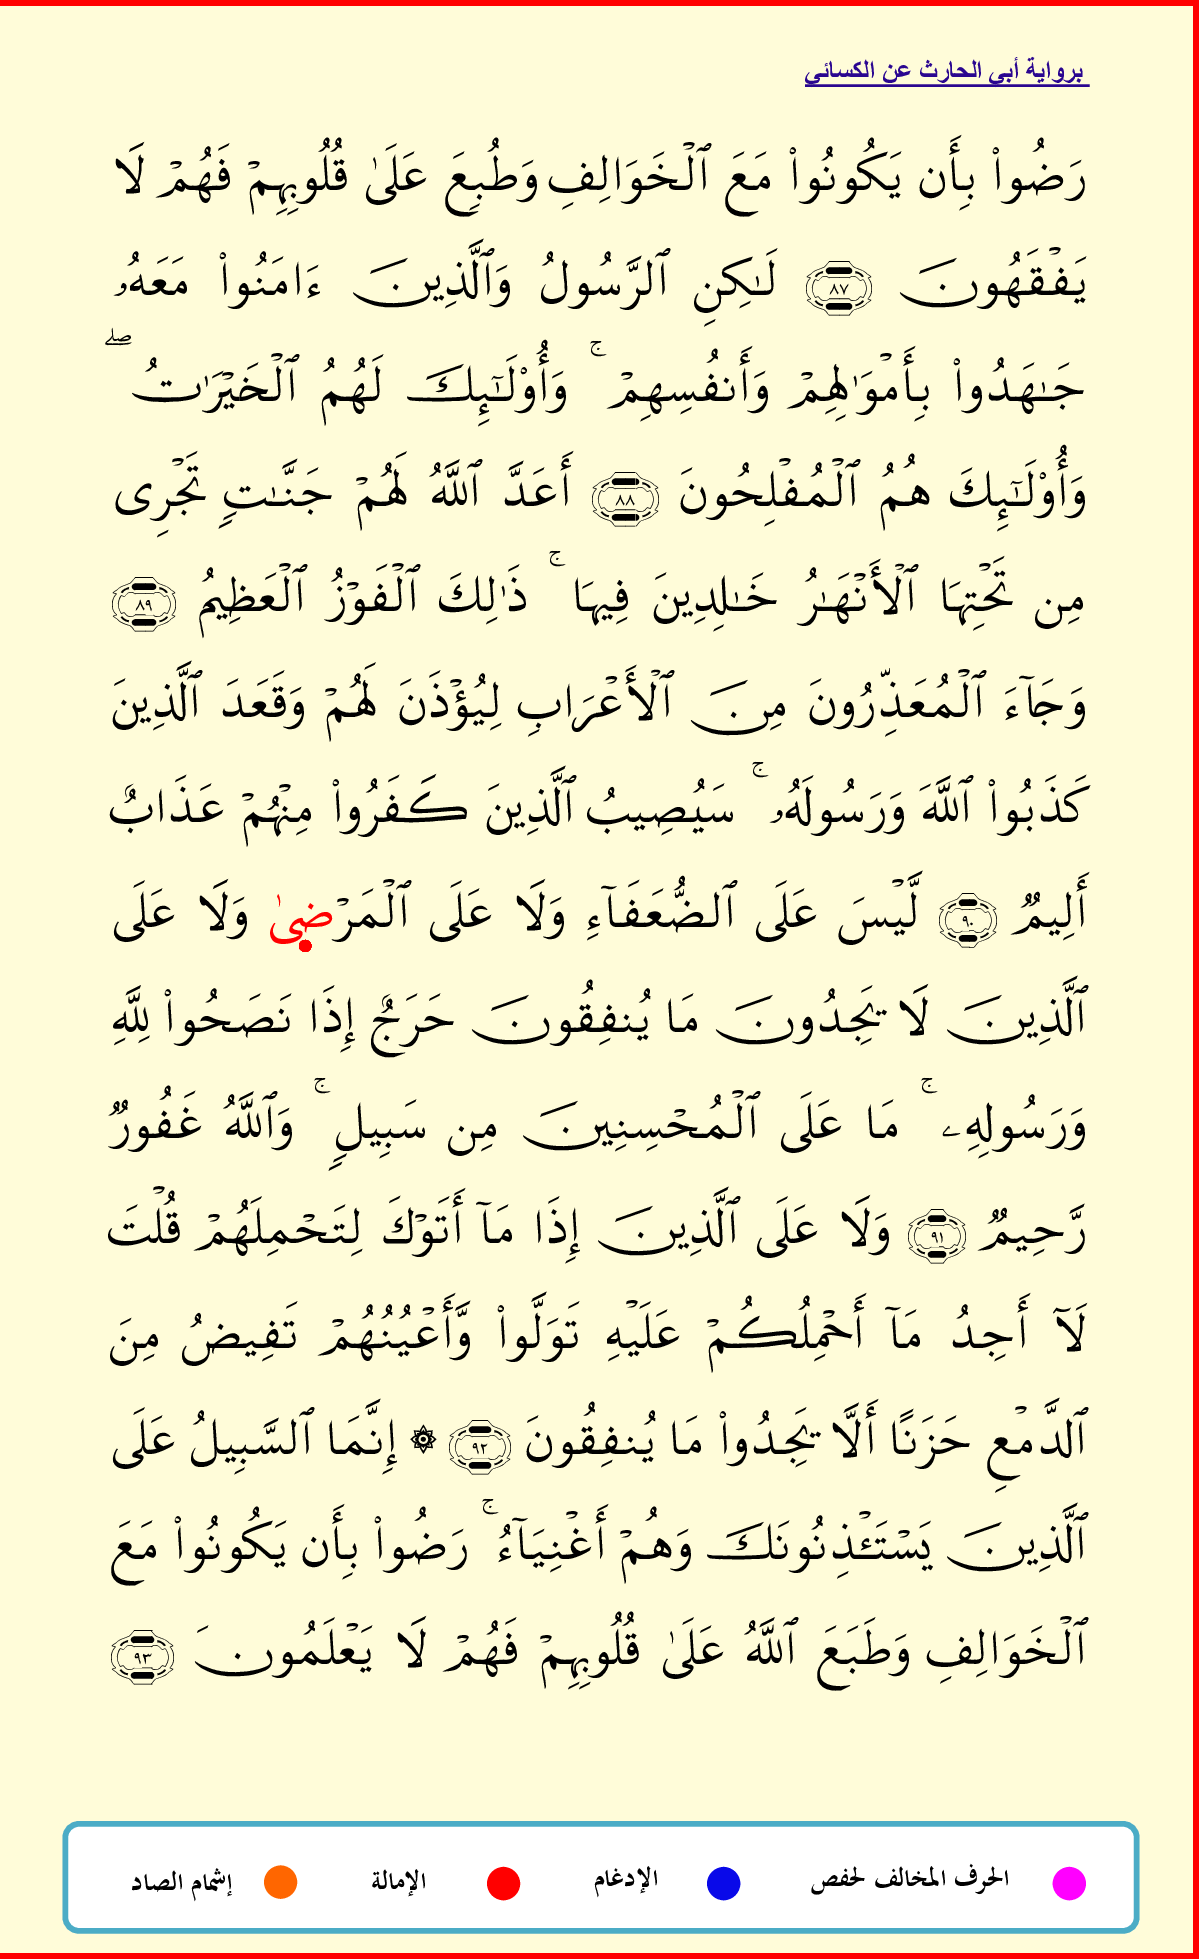 برواية أبي الحارث عن الكسائي
رَضُواْ بِأَن يَكُونُواْ مَعَ ٱلْخَوَالِفِ وَطُبِعَ عَلَىٰ قُلُوبِهِمْ فَهُمْ لَا
يَفْقَهُونَ ٨٧ لَٰكِنِ ٱلرَّسُولُ وَٱلَّذِينَ ءَامَنُواْ مَعَهُۥ
جَٰهَدُواْ بِأَمْوَٰلِهِمْ وَأَنفُسِهِمْ ۚ وَأُوْلَٰٓئِكَ لَهُمُ ٱلْخَيْرَٰتُ ۖ
وَأُوْلَٰٓئِكَ هُمُ ٱلْمُفْلِحُونَ ٨٨ أَعَدَّ ٱللَّهُ لَهُمْ جَنَّٰتٍ تَجْرِى
مِن تَحْتِهَا ٱلْأَنْهَٰرُ خَٰلِدِينَ فِيهَا ۚ ذَٰلِكَ ٱلْفَوْزُ ٱلْعَظِيمُ ٨٩
وَجَآءَ ٱلْمُعَذِّرُونَ مِنَ ٱلْأَعْرَابِ لِيُؤْذَنَ لَهُمْ وَقَعَدَ ٱلَّذِينَ
كَذَبُواْ ٱللَّهَ وَرَسُولَهُۥ ۚ سَيُصِيبُ ٱلَّذِينَ كَفَرُواْ مِنْهُمْ عَذَابٌ
أَلِيمٌ ٩٠ لَّيْسَ عَلَى ٱلضُّعَفَآءِ وَلَا عَلَى ٱلْمَرْضِىٰ وَلَا عَلَى
ٱلَّذِينَ لَا يَجِدُونَ مَا يُنفِقُونَ حَرَجٌ إِذَا نَصَحُواْ لِلَّهِ
وَرَسُولِهِۦ ۚ مَا عَلَى ٱلْمُحْسِنِينَ مِن سَبِيلٍ ۚ وَٱللَّهُ غَفُورٌ
رَّحِيمٌ ٩١ وَلَا عَلَى ٱلَّذِينَ إِذَا مَآ أَتَوْكَ لِتَحْمِلَهُمْ قُلْتَ
لَآ أَجِدُ مَآ أَحْمِلُكُمْ عَلَيْهِ تَوَلَّواْ وَّأَعْيُنُهُمْ تَفِيضُ مِنَ
ٱلدَّمْعِ حَزَنًا أَلَّا يَجِدُواْ مَا يُنفِقُونَ ٩٢ ۞ إِنَّمَا ٱلسَّبِيلُ عَلَى
ٱلَّذِينَ يَسْتَـْٔذِنُونَكَ وَهُمْ أَغْنِيَآءُ ۚ رَضُواْ بِأَن يَكُونُواْ مَعَ
ٱلْخَوَالِفِ وَطَبَعَ ٱللَّهُ عَلَىٰ قُلُوبِهِمْ فَهُمْ لَا يَعْلَمُونَ ٩٣
الحرف المخالف لحفص الإدغام الإمالة إشمام الصاد